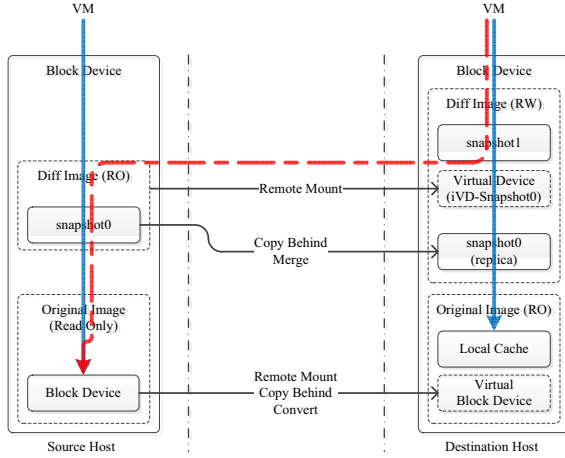 VM
VM
Block Device
Block Device
Diff Image (RW)
snapshot1
Diff Image (RO)
Remote Mount
Virtual Device
(iVD-Snapshot0)
snapshot0
Copy Behind
Merge
snapshot0
(replica)
Original Image
(Read Only)
Original Image (RO)
Local Cache
Block Device
Remote Mount
Copy Behind
Convert
Virtual
Block Device
Source Host
Destination Host